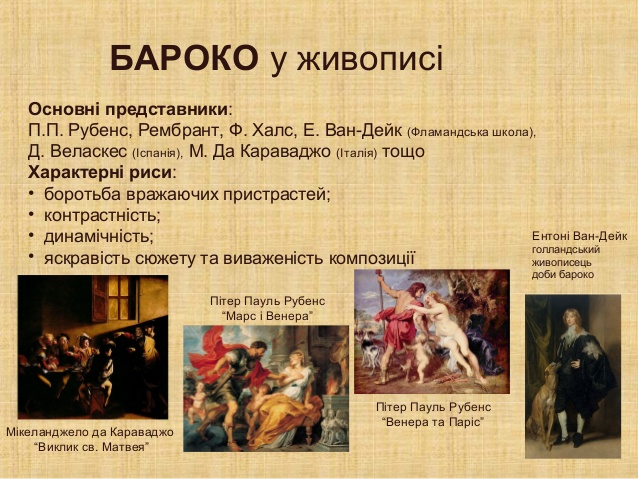 БАРОКО у живописі
Основні представники:
П.П. Рубенс, Рембрант, Ф. Халс, Е. Ван-Дейк (Фламандська школа),
Д. Веласкес (Іспанія), М. Да Караваджо (Італія) тощо
Характерні риси:
• боротьба вражаючих пристрастей;
• контрастність;
• динамічність;
• яскравість сюжету та виваженість композиції
Ентоні Ван-Дейк
голландський
живописець
доби бароко
Пітер Пауль Рубенс
“Марс і Венера”
Пітер Пауль Рубенс
“Венера та Паріс”
Мікеланджело да Караваджо
“Виклик св. Матвея”